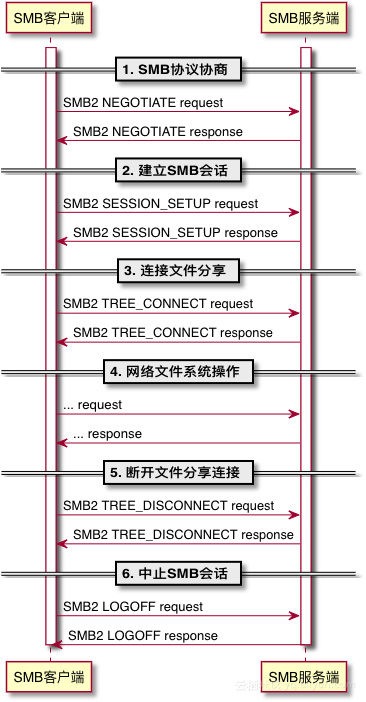 SMB客户端 SMB服务端
1. SMB协议协商
SMB2 NEGOTIATE request
SMB2 NEGOTIATE response
2. 建立SMB会话
SMB2 SESSION_SETUP request
SMB2 SESSION_SETUP response
3. 连接文件分享
SMB2 TREE_CONNECT request
SMB2 TREE_CONNECT response
4. 网络文件系统操作
... request
... response
5. 断开文件分享连接
SMB2 TREE_DISCONNECT request
SMB2 TREE_DISCONNECT response
6. 中止SMB会话
SMB2 LOGOFF request
SMB2 LOGOFF response
SMB客户端 SMB服务端